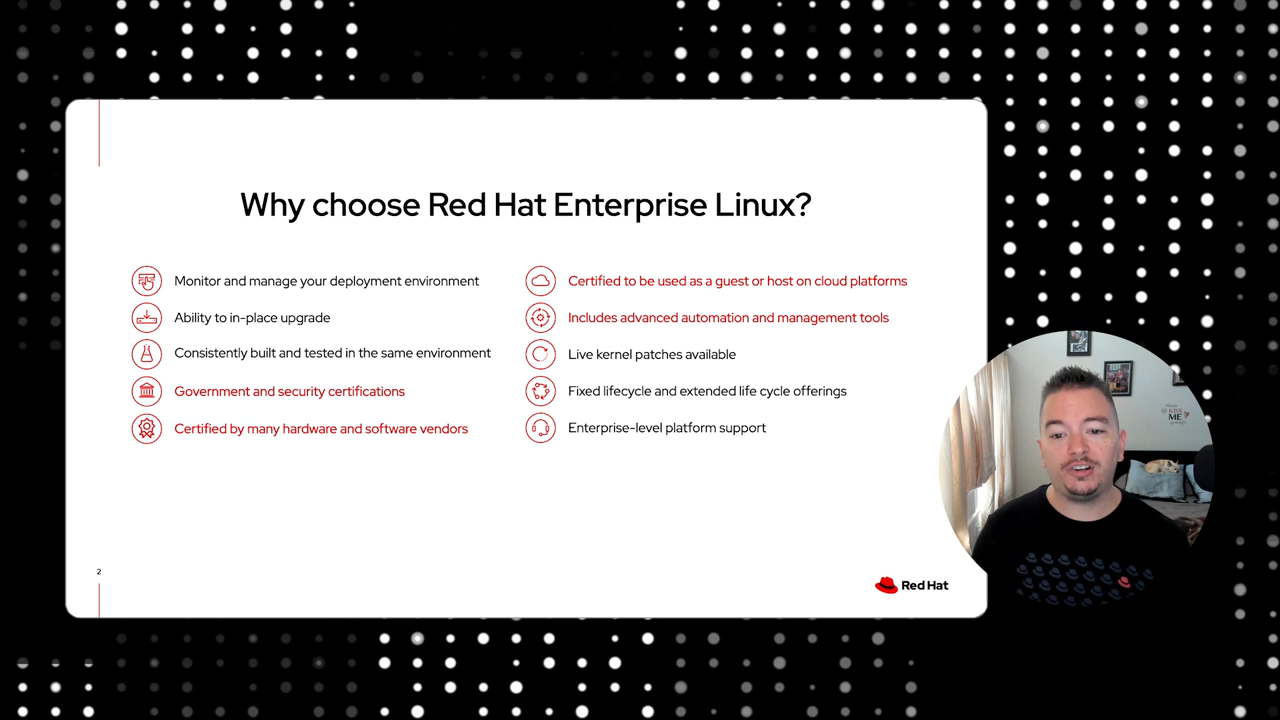 Why choose Red Hat Enterprise Linux?
Monitor and manage your deployment environment
Ability to in-place upgrade
Consistently built and tested in the same environment
Government and security certifications
Certified by many hardware and software vendors
Certified to be used as a guest or host on cloud platforms
Includes advanced automation and management tools
Live kernel patches available
Fixed lifecycle and extended life cycle offerings
Enterprise-level platform support
2
Red Hat
KISS
ME